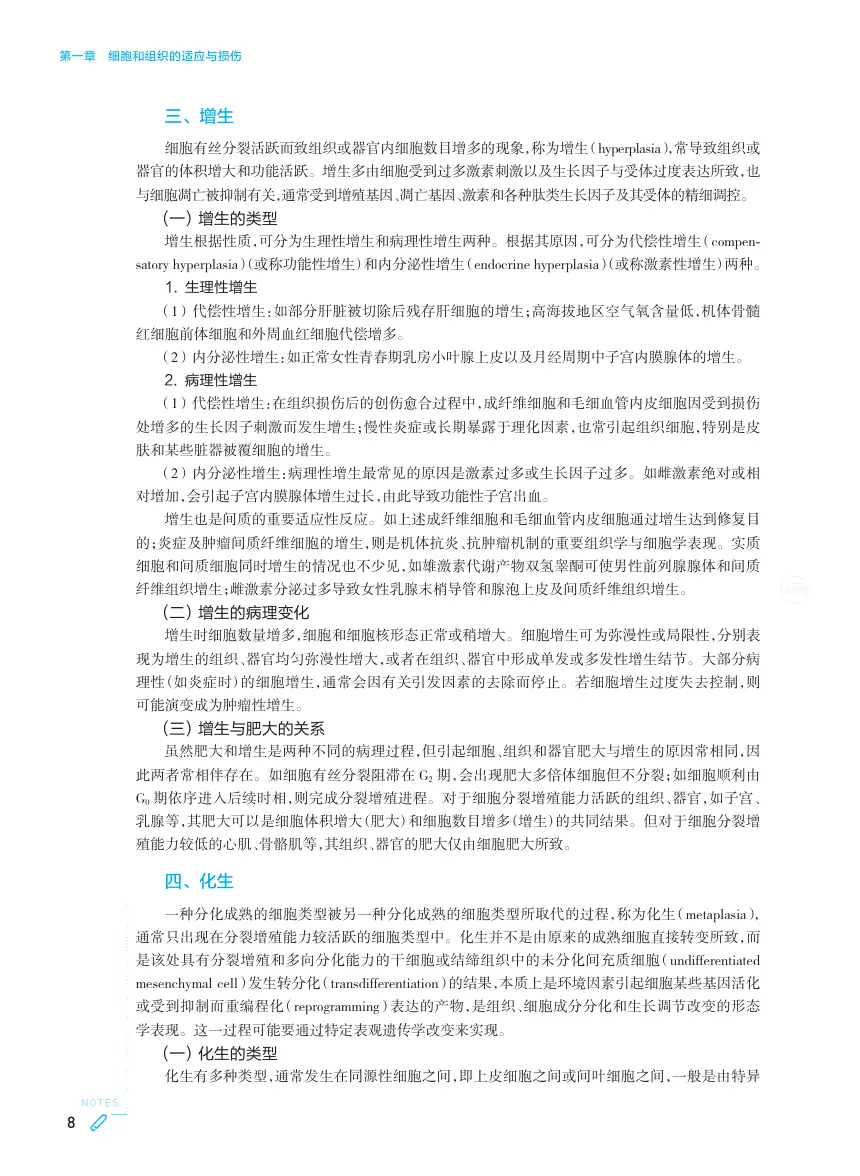 第一章 细胞和组织的适应与损伤
三、增生
细胞有丝分裂活跃而致组织或器官内细胞数目增多的现象,称为增生(hyperplasia),常导致组织或
器官的体积增大和功能活跃。增生多由细胞受到过多激素刺激以及生长因子与受体过度表达所致,也
与细胞凋亡被抑制有关,通常受到增殖基因、凋亡基因、激素和各种肽类生长因子及其受体的精细调控。
(一)增生的类型
增生根据性质,可分为生理性增生和病理性增生两种。根据其原因,可分为代偿性增生(compen-
satory hyperplasia)(或称功能性增生)和内分泌性增生(endocrine hyperplasia)(或称激素性增生)两种。
1. 生理性增生
(1)代偿性增生:如部分肝脏被切除后残存肝细胞的增生;高海拔地区空气氧含量低,机体骨髓
红细胞前体细胞和外周血红细胞代偿增多。
(2)内分泌性增生:如正常女性青春期乳房小叶腺上皮以及月经周期中子宫内膜腺体的增生。
2. 病理性增生
(1)代偿性增生:在组织损伤后的创伤愈合过程中,成纤维细胞和毛细血管内皮细胞因受到损伤
处增多的生长因子刺激而发生增生;慢性炎症或长期暴露于理化因素,也常引起组织细胞,特别是皮
肤和某些脏器被覆细胞的增生。
(2)内分泌性增生:病理性增生最常见的原因是激素过多或生长因子过多。如雌激素绝对或相
对增加,会引起子宫内膜腺体增生过长,由此导致功能性子宫出血。
增生也是间质的重要适应性反应。如上述成纤维细胞和毛细血管内皮细胞通过增生达到修复目
的;炎症及肿瘤间质纤维细胞的增生,则是机体抗炎、抗肿瘤机制的重要组织学与细胞学表现。实质
细胞和间质细胞同时增生的情况也不少见,如雄激素代谢产物双氢睾酮可使男性前列腺腺体和间质
纤维组织增生;雌激素分泌过多导致女性乳腺末梢导管和腺泡上皮及间质纤维组织增生。
(二)增生的病理变化
增生时细胞数量增多,细胞和细胞核形态正常或稍增大。细胞增生可为弥漫性或局限性,分别表
现为增生的组织、器官均匀弥漫性增大,或者在组织、器官中形成单发或多发性增生结节。大部分病
理性(如炎症时)的细胞增生,通常会因有关引发因素的去除而停止。若细胞增生过度失去控制,则
可能演变成为肿瘤性增生。
(三)增生与肥大的关系
虽然肥大和增生是两种不同的病理过程,但引起细胞、组织和器官肥大与增生的原因常相同,因
此两者常相伴存在。如细胞有丝分裂阻滞在 G₂ 期,会出现肥大多倍体细胞但不分裂;如细胞顺利由
G₀ 期依序进入后续时相,则完成分裂增殖进程。对于细胞分裂增殖能力活跃的组织、器官,如子宫、
乳腺等,其肥大可以是细胞体积增大(肥大)和细胞数目增多(增生)的共同结果。但对于细胞分裂增
殖能力较低的心肌、骨骼肌等,其组织、器官的肥大仅由细胞肥大所致。
四、化生
一种分化成熟的细胞类型被另一种分化成熟的细胞类型所取代的过程,称为化生(metaplasia),
通常只出现在分裂增殖能力较活跃的细胞类型中。化生并不是由原来的成熟细胞直接转变所致,而
是该处具有分裂增殖和多向分化能力的干细胞或结缔组织中的未分化间充质细胞(undifferentiated
mesenchymal cell)发生转分化(transdifferentiation)的结果,本质上是环境因素引起细胞某些基因活化
或受到抑制而重编程化(reprogramming)表达的产物,是组织、细胞成分分化和生长调节改变的形态
学表现。这一过程可能要通过特定表观遗传学改变来实现。
(一)化生的类型
化生有多种类型,通常发生在同源性细胞之间,即上皮细胞之间或间叶细胞之间,一般是由特异
NOTES
8